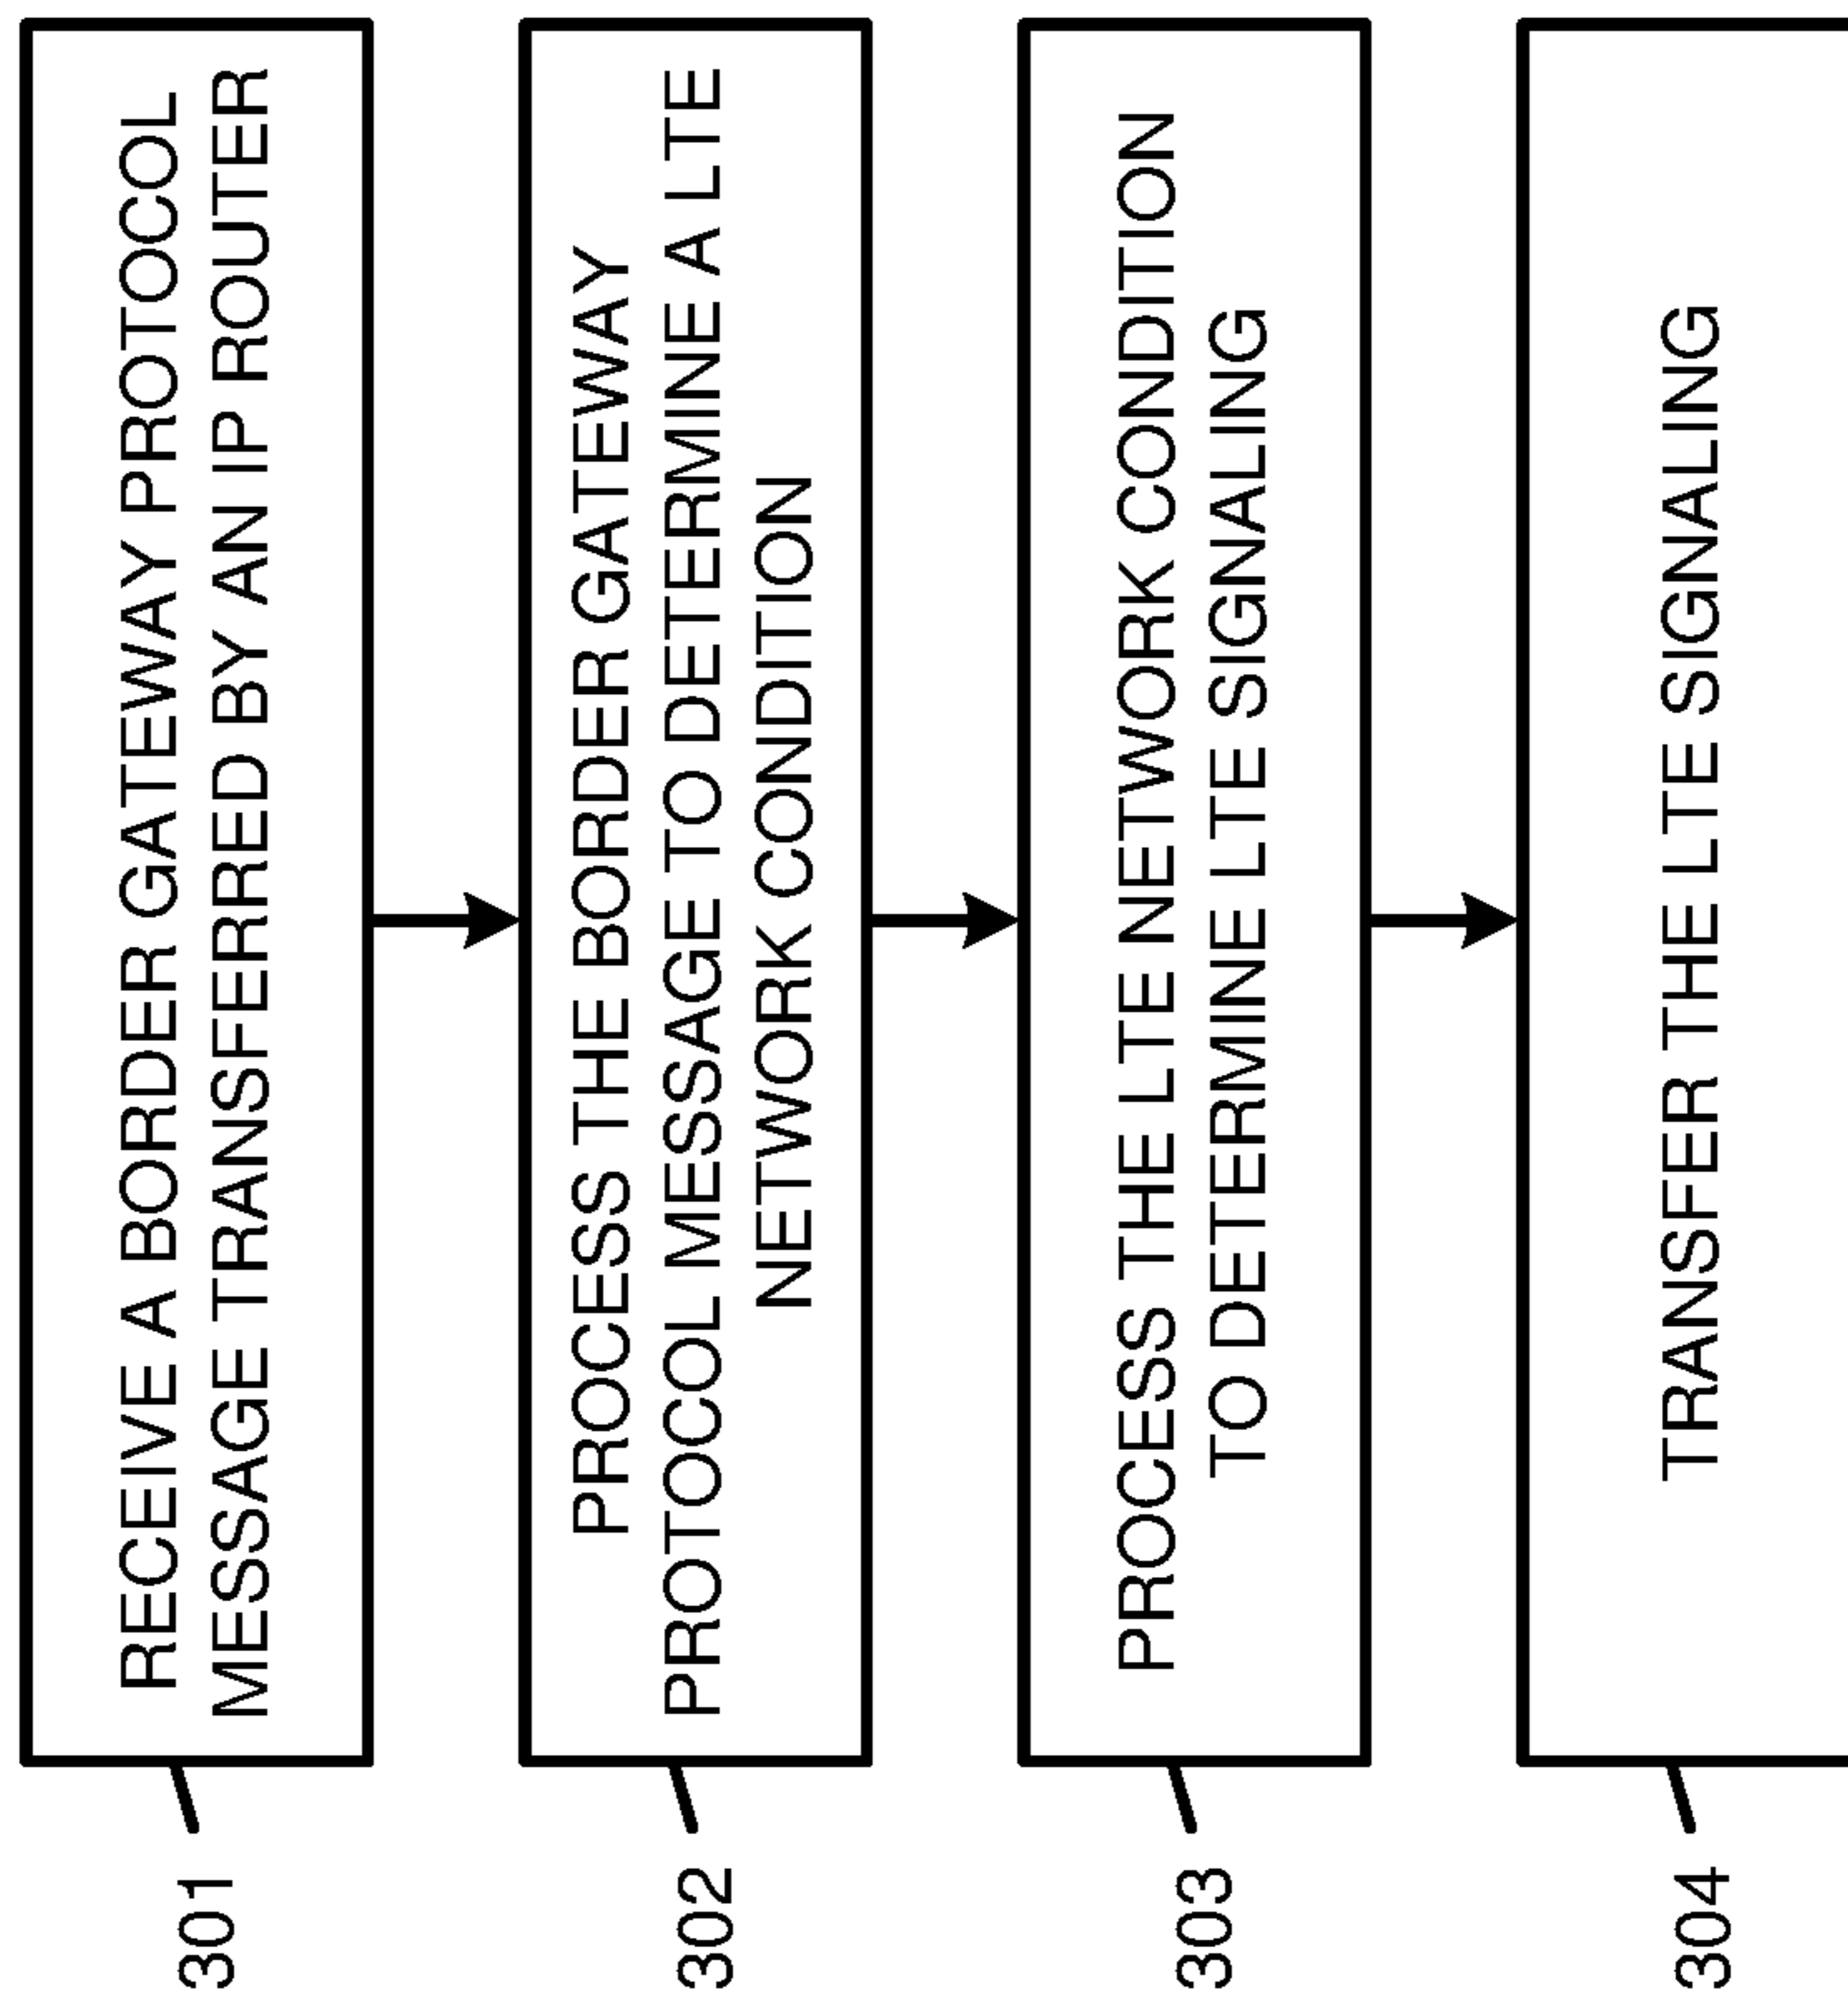 301
RECEIVE A BORDER GATEWAY PROTOCOL
MESSAGE TRANSFERRED BY AN IP ROUTER
302
PROCESS THE BORDER GATEWAY
PROTOCOL MESSAGE TO DETERMINE A LTE
NETWORK CONDITION
303
PROCESS THE LTE NETWORK CONDITION
TO DETERMINE LTE SIGNALING
304
TRANSFER THE LTE SIGNALING